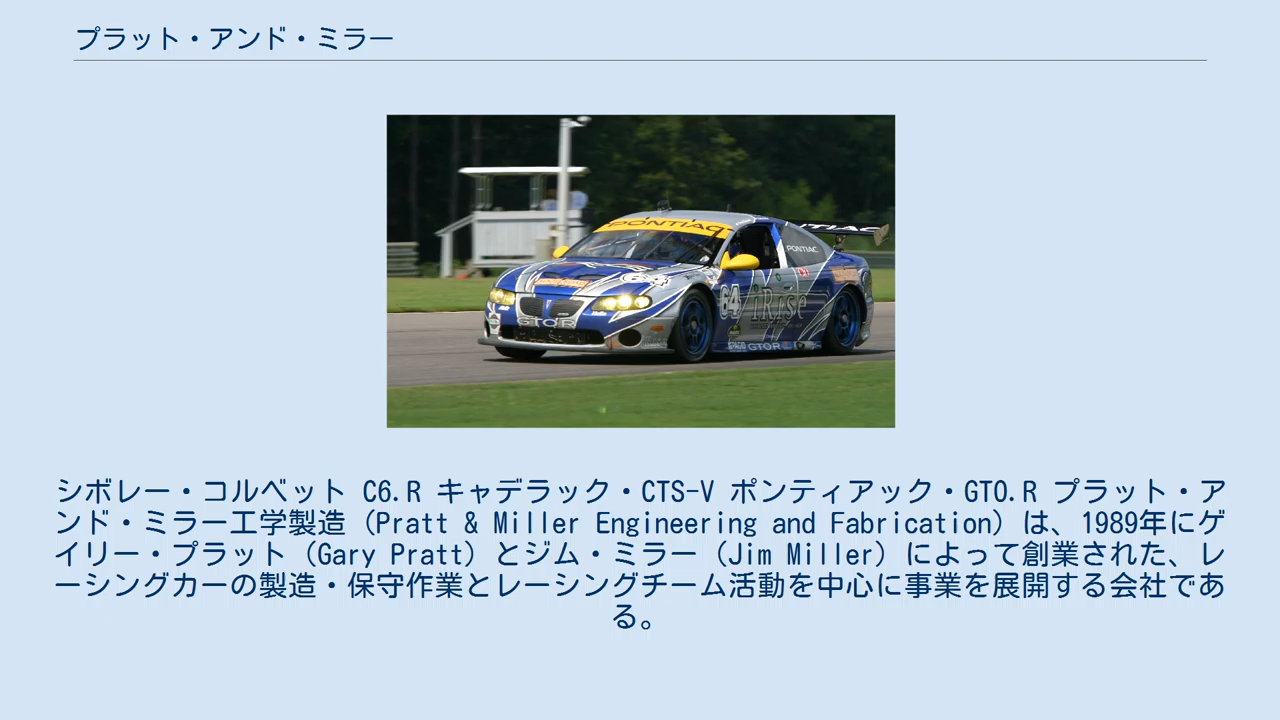 プラット・アンド・ミラー
PONTIAC
PONTIAC
64
iRise
GTO.R
GTO.R
シボレー・コルベット C6.R キャデラック・CTS-V ポンティアック・GTO.R プラット・ア
ンド・ミラー工学製造（Pratt & Miller Engineering and Fabrication）は、1989年にゲ
イリー・プラット（Gary Pratt）とジム・ミラー（Jim Miller）によって創業された、レ
ーシングカーの製造・保守作業とレーシングチーム活動を中心に事業を展開する会社であ
る。